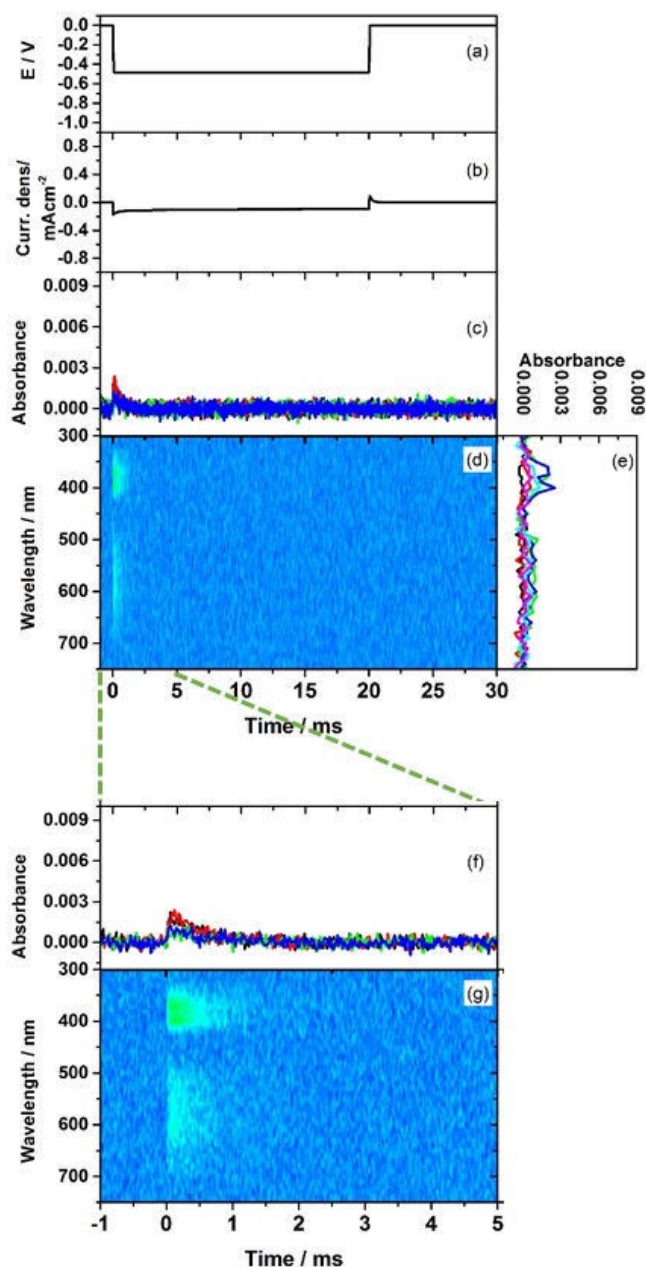 0.0
-0.2
-0.4
-0.6
-0.8
-1.0
E / V
(a)
0.8
0.4
0.0
-0.4
-0.8
Curr. dens/
mAcm-2
(b)
0.009
0.006
0.003
0.000
Absorbance
(c)
Absorbance
0.000
0.003
0.006
0.009
300
400
500
600
700
Wavelength / nm
(d)
(e)
0 5 10 15 20 25 30
Time / ms
0.009
0.006
0.003
0.000
Absorbance
(f)
300
400
500
600
700
Wavelength / nm
(g)
-1 0 1 2 3 4 5
Time / ms